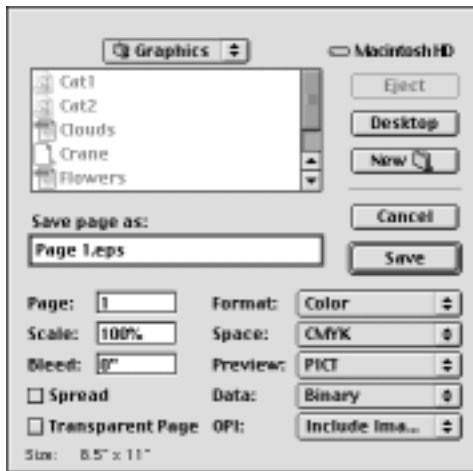 Graphics
Macintosh HD
Cat1
Cat2
Clouds
Crane
Flowers
Eject
Desktop
New
Save page as:
Page 1.eps
Cancel
Save
Page: 1
Scale: 100%
Bleed: 0"
Spread
Transparent Page
Format: Color
Space: CMYK
Preview: PICT
Data: Binary
OPI: Include Ima...
Size: 8.5" x 11"